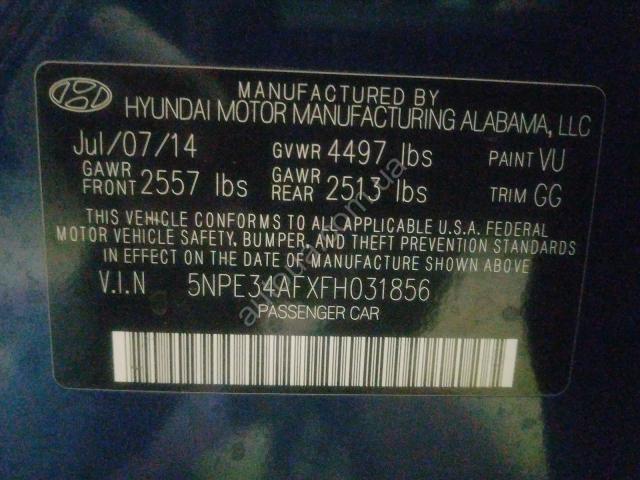 MANUFACTURED BY
HYUNDAI MOTOR MANUFACTURING ALABAMA, LLC
Jul/07/14 GVWR 4497 lbs PAINT VU
GAWR FRONT 2557 lbs GAWR REAR 2513 lbs TRIM GG
THIS VEHICLE CONFORMS TO ALL APPLICABLE U.S.A. FEDERAL
MOTOR VEHICLE SAFETY, BUMPER, AND THEFT PREVENTION STANDARDS
IN EFFECT ON THE DATE OF MANUFACTURE SHOWN ABOVE
V.I.N 5NPE34AFXFH031856
PASSENGER CAR